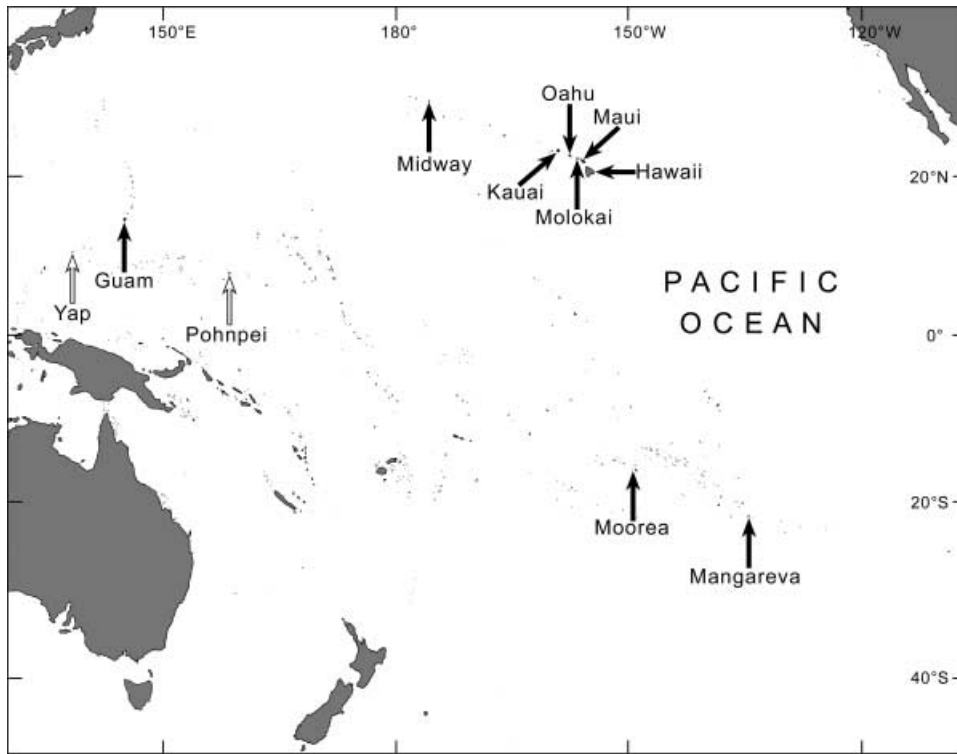 150°E
180°
150°W
120°W
Oahu
Maui
Midway
Kauai
Hawaii
20°N
Molokai
Guam
PACIFIC
OCEAN
Yap
Pohnpei
0°
20°S
Moorea
Mangareva
40°S